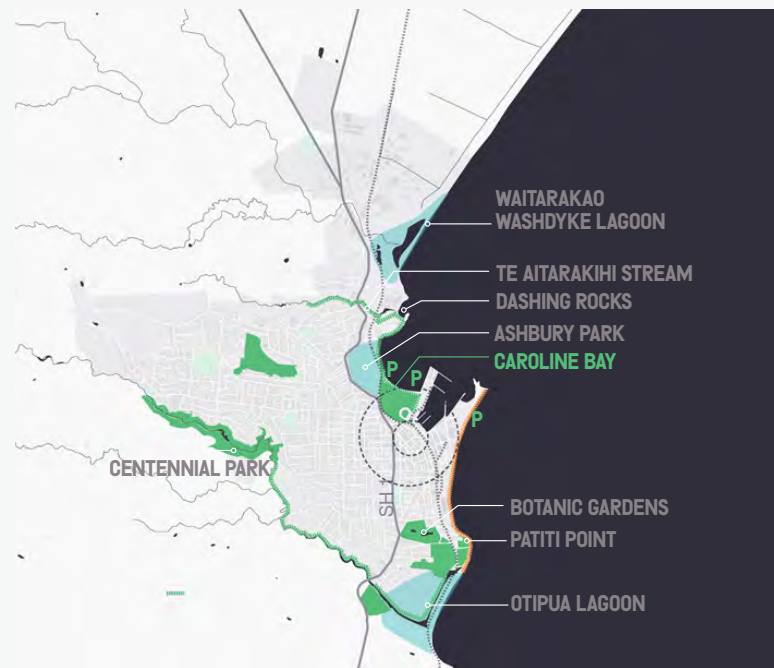 WAITARAKAO
WASHDYKE LAGOON
TE AITARAKIHI STREAM
DASHING ROCKS
ASHBURY PARK
CAROLINE BAY
P
P
P
CENTENNIAL PARK
SH 1
BOTANIC GARDENS
PATITI POINT
OTIPUA LAGOON